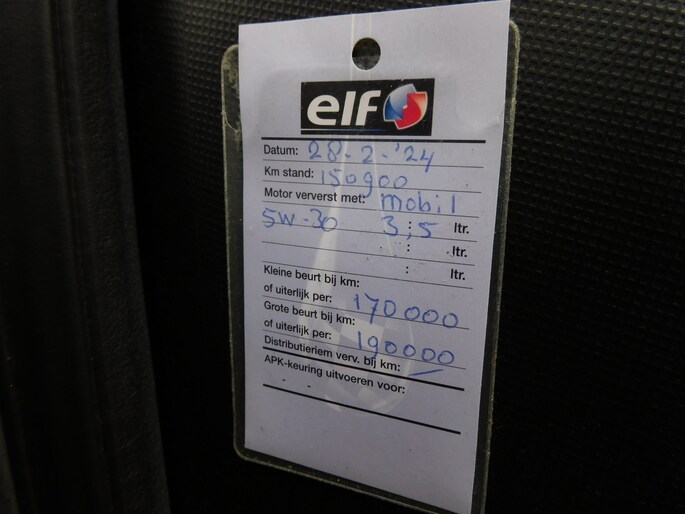 elf
Datum: 28-2-'24
Km stand: 150900
Motor ververst met: mobil
5W-30 3,5 ltr.
: ltr.
: ltr.
Kleine beurt bij km:
of uiterlijk per: 170000
Grote beurt bij km:
of uiterlijk per: 190000
Distributieriem verv. bij km:
APK-keuring uitvoeren voor: